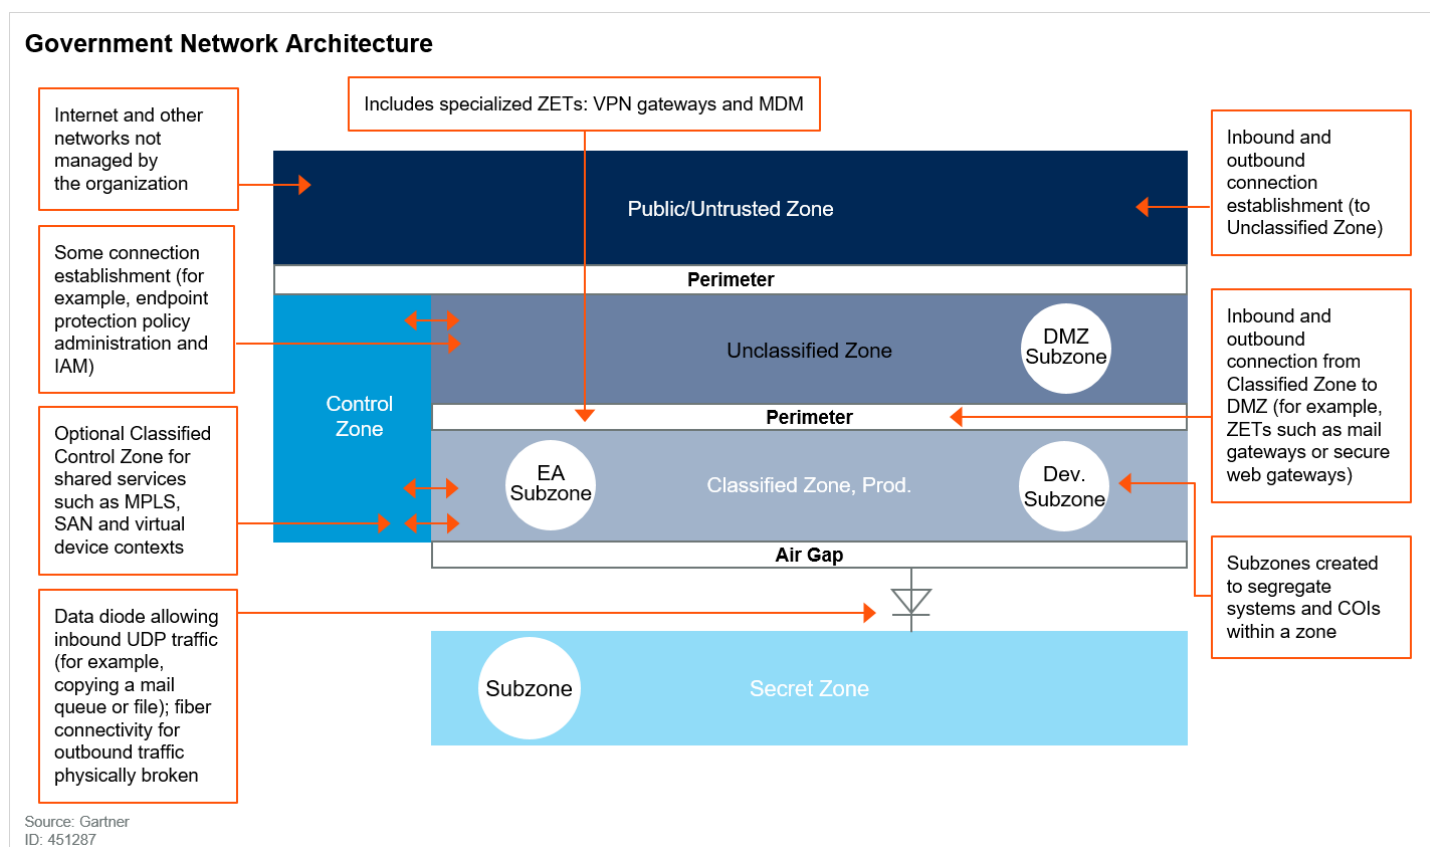 Government Network Architecture
Internet and other
networks not
managed by
the organization
Includes specialized ZETs: VPN gateways and MDM
Inbound and
outbound
connection
establishment (to
Unclassified Zone)
Public/Untrusted Zone
Some connection
establishment (for
example, endpoint
protection policy
administration and
IAM)
Perimeter
Inbound and
outbound
connection from
Classified Zone to
DMZ (for example,
ZETs such as mail
gateways or secure
web gateways)
Unclassified Zone
DMZ
Subzone
Control
Zone
Perimeter
Optional Classified
Control Zone for
shared services
such as MPLS,
SAN and virtual
device contexts
EA
Subzone
Classified Zone, Prod.
Dev.
Subzone
Air Gap
Subzones created
to segregate
systems and COIs
within a zone
Data diode allowing
inbound UDP traffic
(for example,
copying a mail
queue or file); fiber
connectivity for
outbound traffic
physically broken
Subzone
Secret Zone
Source: Gartner
ID: 451287